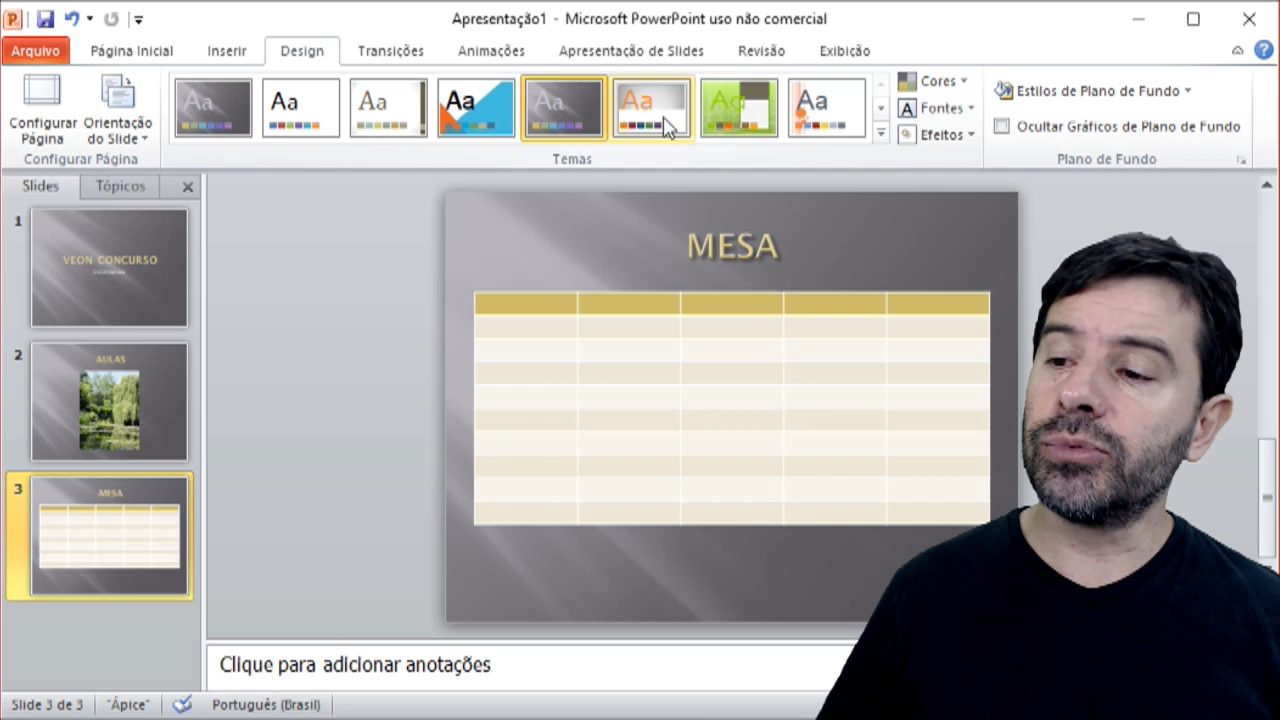 Apresentação1 - Microsoft PowerPoint uso não comercial
Arquivo Página Inicial Inserir Design Transições Animações Apresentação de Slides Revisão Exibição
Configurar Página
Orientação do Slide
Aa Aa Aa Aa Aa Aa Aa Aa
Cores
Fontes
Efeitos
Estilos de Plano de Fundo
Ocultar Gráficos de Plano de Fundo
Configurar Página Temas Plano de Fundo
Slides Tópicos
1
VEON CONCURSO
2
AULAS
3
MESA
MESA
Clique para adicionar anotações
Slide 3 de 3 "Ápice" Português (Brasil)